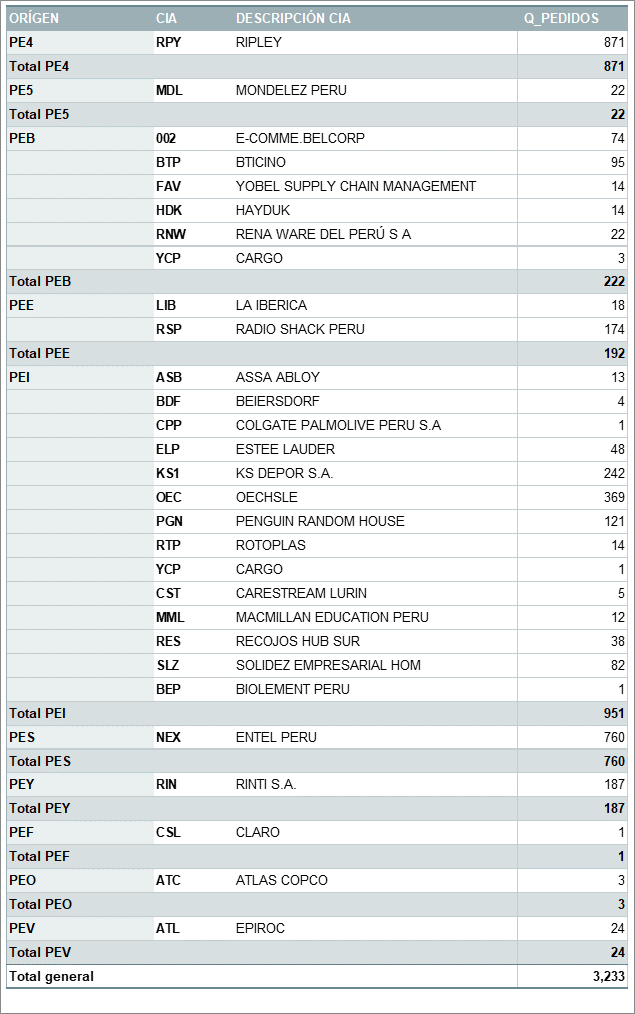 ORÍGEN CIA DESCRIPCIÓN CIA Q_PEDIDOS
PE4 RPY RIPLEY 871
Total PE4 871
PE5 MDL MONDELEZ PERU 22
Total PE5 22
PEB 002 E-COMME.BELCORP 74
BTP BTICINO 95
FAV YOBEL SUPPLY CHAIN MANAGEMENT 14
HDK HAYDUK 14
RNW RENA WARE DEL PERÚ S A 22
YCP CARGO 3
Total PEB 222
PEE LIB LA IBERICA 18
RSP RADIO SHACK PERU 174
Total PEE 192
PEI ASB ASSA ABLOY 13
BDF BEIERSDORF 4
CPP COLGATE PALMOLIVE PERU S.A 1
ELP ESTEE LAUDER 48
KS1 KS DEPOR S.A. 242
OEC OECHSLE 369
PGN PENGUIN RANDOM HOUSE 121
RTP ROTOPLAS 14
YCP CARGO 1
CST CARESTREAM LURIN 5
MML MACMILLAN EDUCATION PERU 12
RES RECOJOS HUB SUR 38
SLZ SOLIDEZ EMPRESARIAL HOM 82
BEP BIOLEMENT PERU 1
Total PEI 951
PES NEX ENTEL PERU 760
Total PES 760
PEY RIN RINTI S.A. 187
Total PEY 187
PEF CSL CLARO 1
Total PEF 1
PEO ATC ATLAS COPCO 3
Total PEO 3
PEV ATL EPIROC 24
Total PEV 24
Total general 3,233